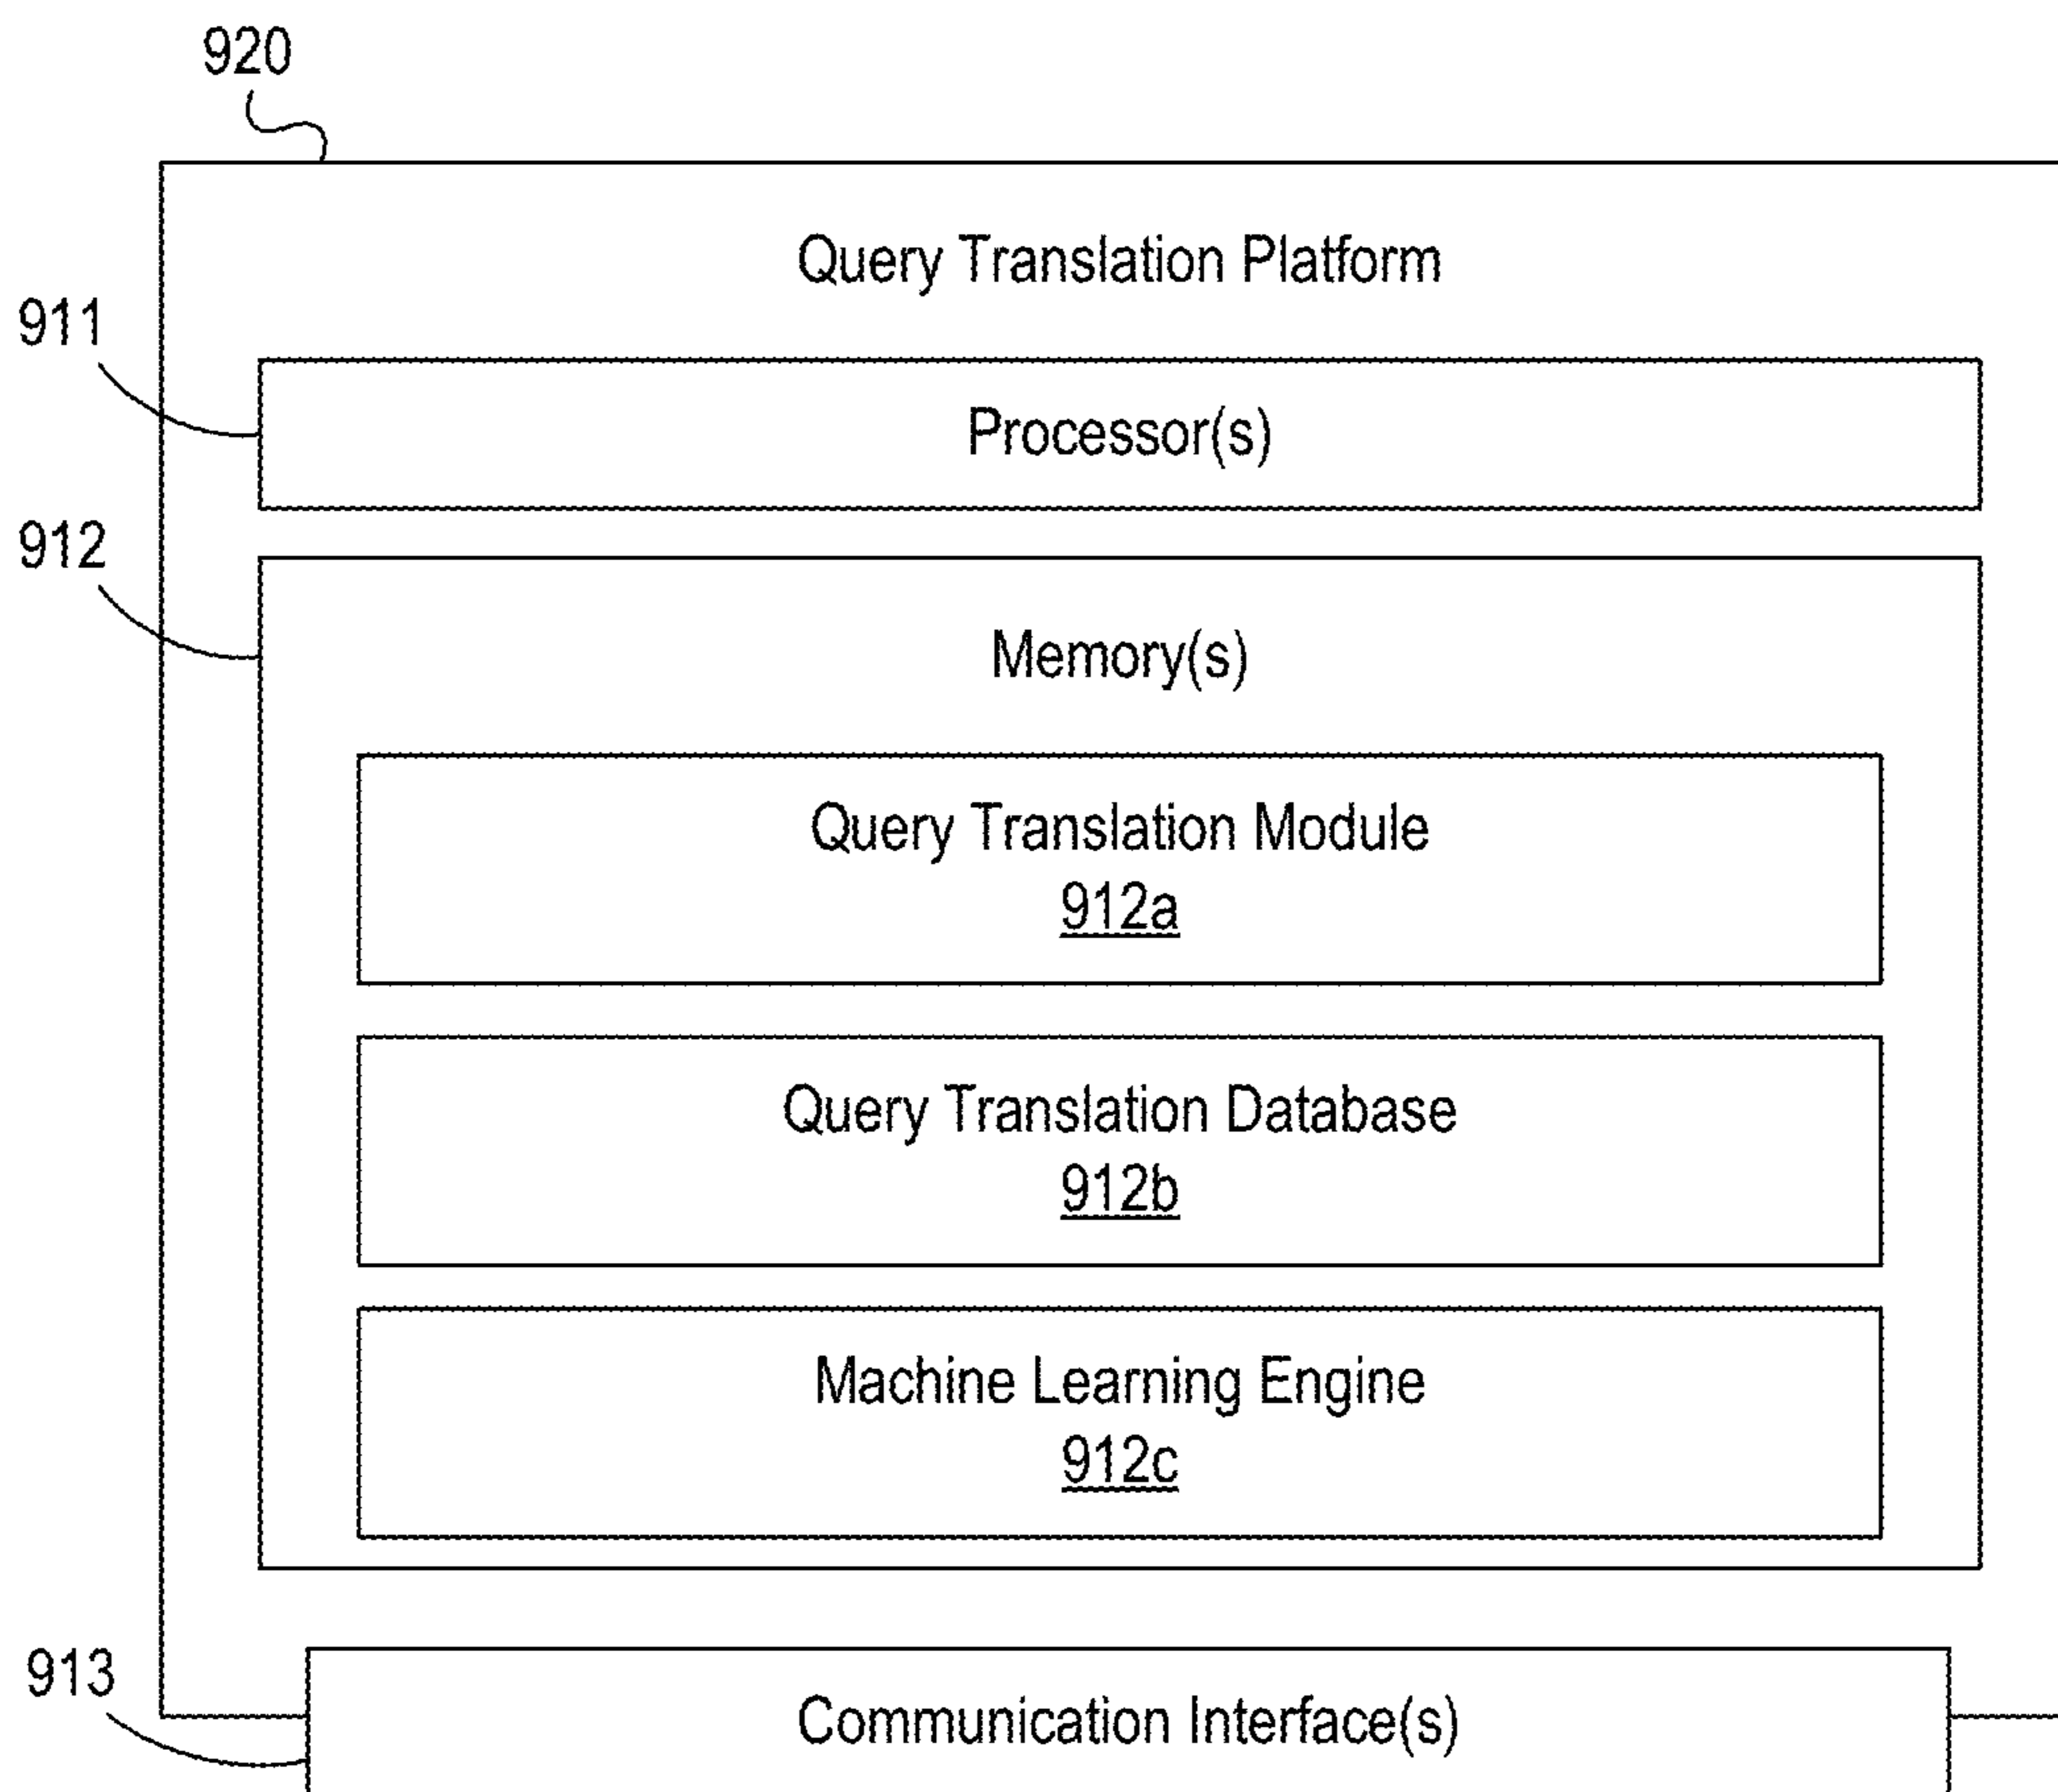 920
Query Translation Platform
911
Processor(s)
912
Memory(s)
Query Translation Module
912a
Query Translation Database
912b
Machine Learning Engine
912c
913
Communication Interface(s)